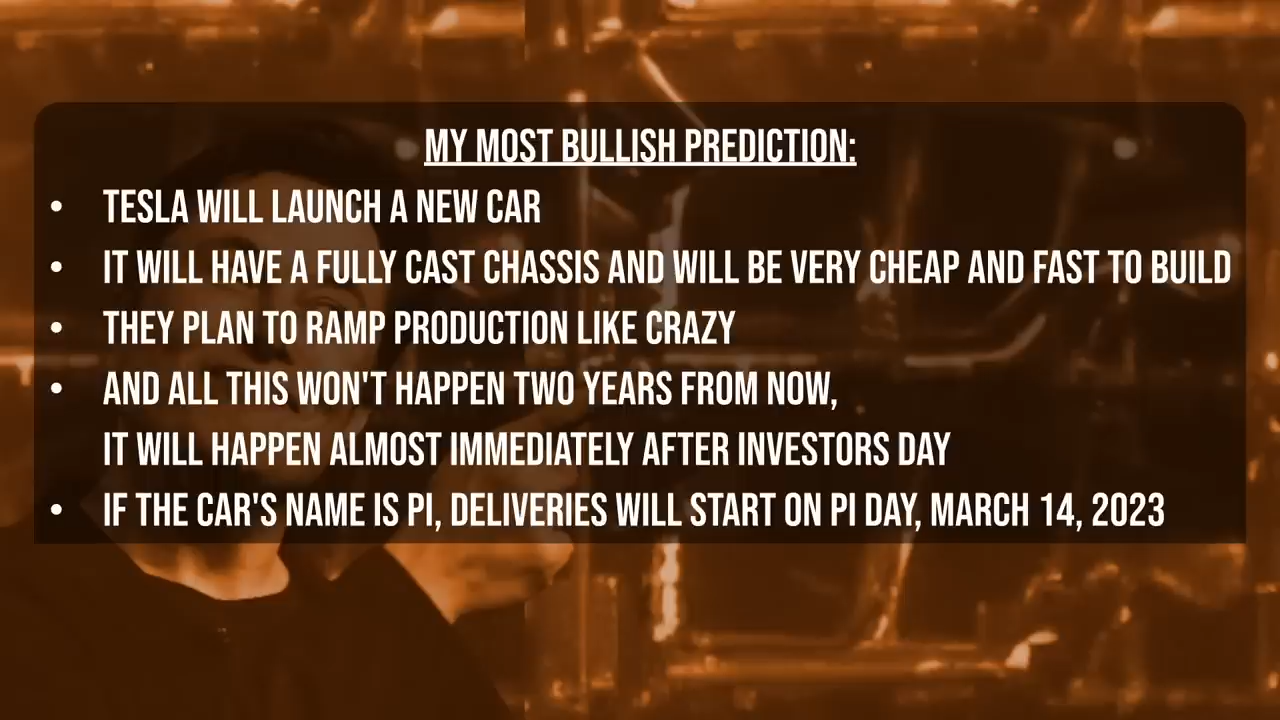 MY MOST BULLISH PREDICTION:
• TESLA WILL LAUNCH A NEW CAR
• IT WILL HAVE A FULLY CAST CHASSIS AND WILL BE VERY CHEAP AND FAST TO BUILD
• THEY PLAN TO RAMP PRODUCTION LIKE CRAZY
• AND ALL THIS WON'T HAPPEN TWO YEARS FROM NOW,
IT WILL HAPPEN ALMOST IMMEDIATELY AFTER INVESTORS DAY
• IF THE CAR'S NAME IS PI, DELIVERIES WILL START ON PI DAY, MARCH 14, 2023